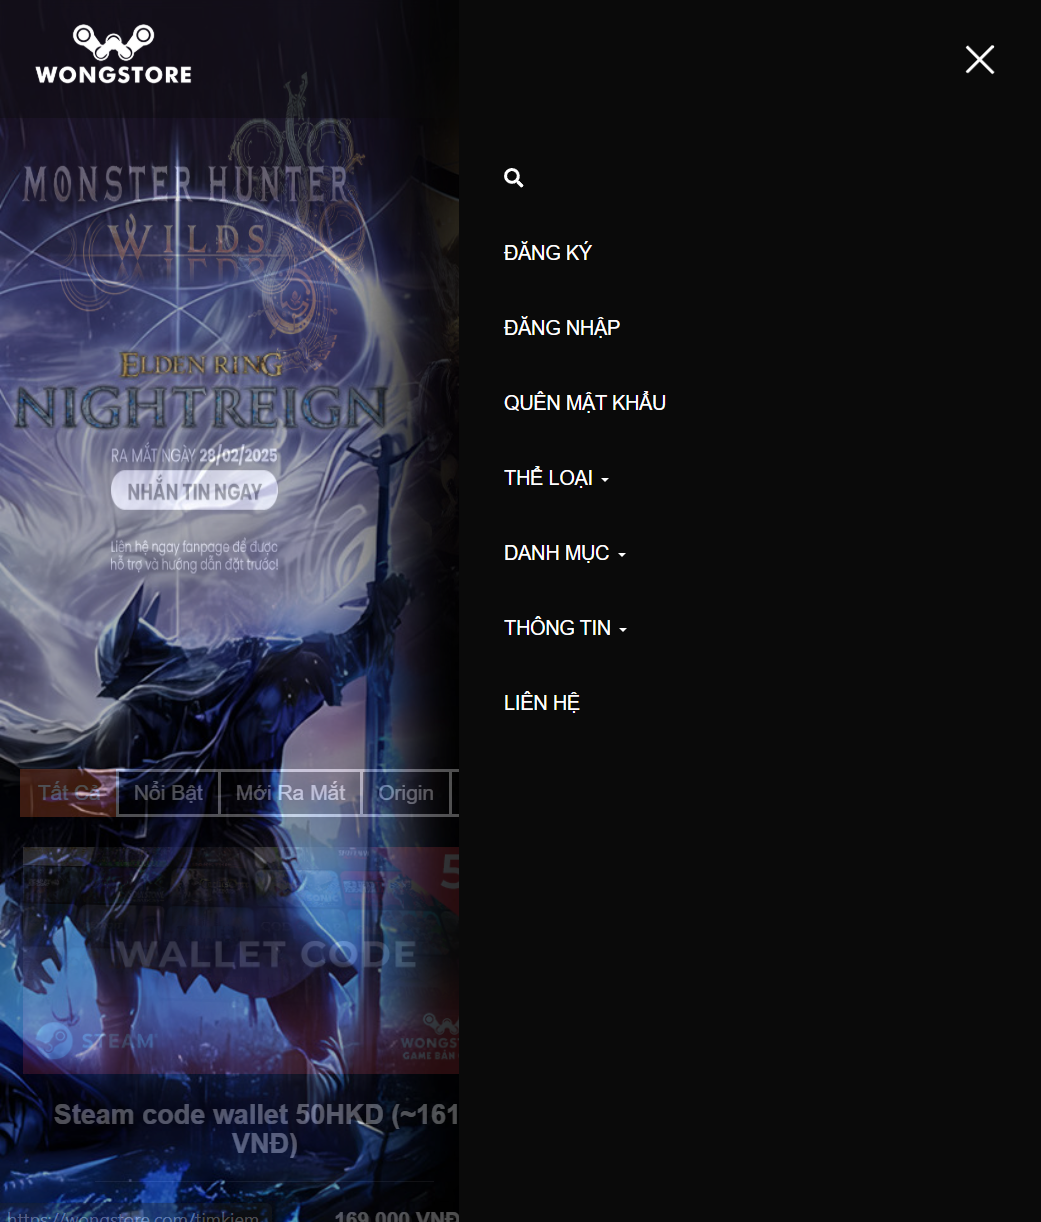 WONGSTORE
MONSTER HUNTER
WILDS
ELDEN RING
NIGHTREIGN
RA MẮT NGÀY 28/02/2025
NHẮN TIN NGAY
Liên hệ ngay fanpage để được
hỗ trợ và hướng dẫn đặt trước!
ĐĂNG KÝ
ĐĂNG NHẬP
QUÊN MẬT KHẨU
THỂ LOẠI
DANH MỤC
THÔNG TIN
LIÊN HỆ
Tất Cả
Nổi Bật
Mới Ra Mắt
Origin
5
WALLET CODE
STEAM
WONGST
GAME BẢN
Steam code wallet 50HKD (~161
VNĐ)
https://wongstore.com/timkiem
169.000 VNĐ